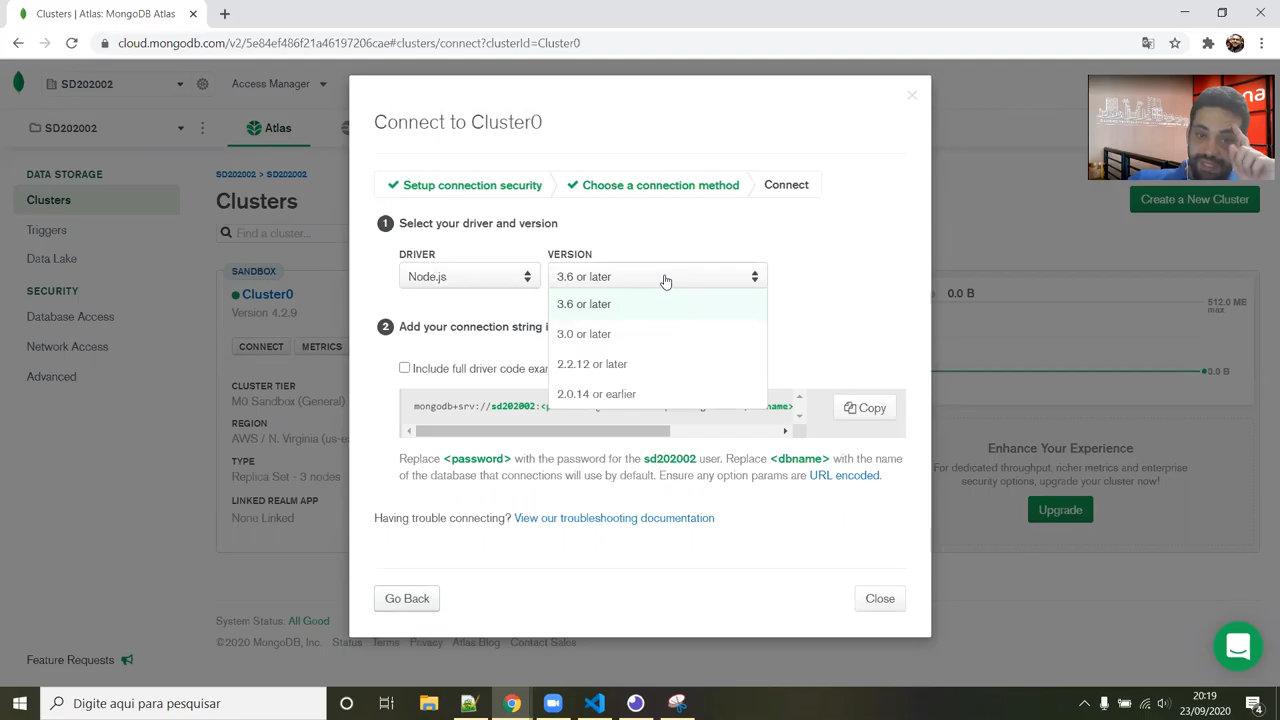 Clusters | Atlas: MongoDB Atlas
cloud.mongodb.com/v2/5e84ef486f21a46197206cae#clusters/connect?clusterId=Cluster0
SD202002
Access Manager
SD202002
Atlas
DATA STORAGE
Clusters
Triggers
Data Lake
SECURITY
Database Access
Network Access
Advanced
Feature Requests
SD202002 > SD202002
Clusters
Find a cluster...
SANDBOX
Cluster0
Version 4.2.9
CONNECT
METRICS
CLUSTER TIER
M0 Sandbox (General)
REGION
AWS / N. Virginia (us-ea
TYPE
Replica Set - 3 nodes
LINKED REALM APP
None Linked
System Status: All Good
©2020 MongoDB, Inc. Status Terms Privacy Atlas Blog Contact Sales
Connect to Cluster0
Setup connection security
Choose a connection method
Connect
1 Select your driver and version
DRIVER
VERSION
Node.js
3.6 or later
3.6 or later
3.0 or later
2.2.12 or later
2.0.14 or earlier
2 Add your connection string i
Include full driver code exa
mongodb+srv://sd202002:<p
ame>
Copy
Replace <password> with the password for the sd202002 user. Replace <dbname> with the name
of the database that connections will use by default. Ensure any option params are URL encoded.
Having trouble connecting? View our troubleshooting documentation
Go Back
Close
na
Create a New Cluster
0.0 B
512.0 MB
max
0.0 B
Enhance Your Experience
For dedicated throughput, richer metrics and enterprise
security options, upgrade your cluster now!
Upgrade
Digite aqui para pesquisar
20:19
23/09/2020
4